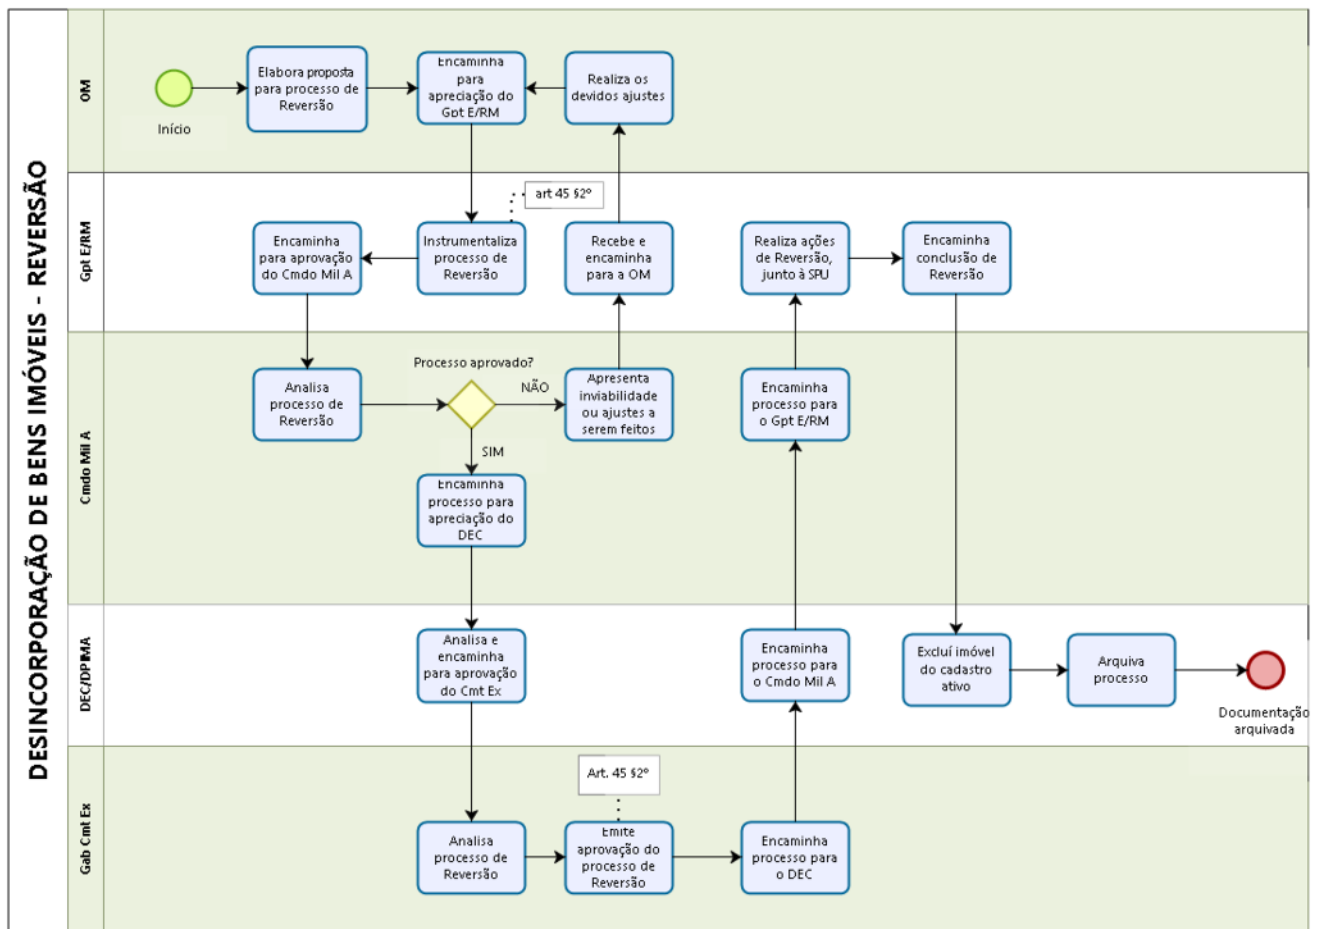 DESINCORPORAÇÃO DE BENS IMÓVEIS - REVERSÃO
OM
Início
Elabora proposta
para processo de
Reversão
Encaminha
para
apreciação do
Gpt E/RM
Realiza os
devidos ajustes
Gpt E/RM
art 45 §2º
Encaminha
para aprovação
do Cmdo Mil A
Instrumentaliza
processo de
Reversão
Recebe e
encaminha
para a OM
Realiza ações
de Reversão,
junto à SPU
Encaminha
conclusão de
Reversão
Cmdo Mil A
Analisa
processo de
Reversão
Processo aprovado?
NÃO
SIM
Apresenta
inviabilidade
ou ajustes a
serem feitos
Encaminha
processo para
o Gpt E/RM
Encaminha
processo para
apreciação do
DEC
DEC/DPIMA
Analisa e
encaminha
para aprovação
do Cmt Ex
Encaminha
processo para
o Cmdo Mil A
Excluí imóvel
do cadastro
ativo
Arquiva
processo
Documentação
arquivada
Gab Cmt Ex
Art. 45 §2º
Analisa
processo de
Reversão
Emite
aprovação do
processo de
Reversão
Encaminha
processo para
o DEC